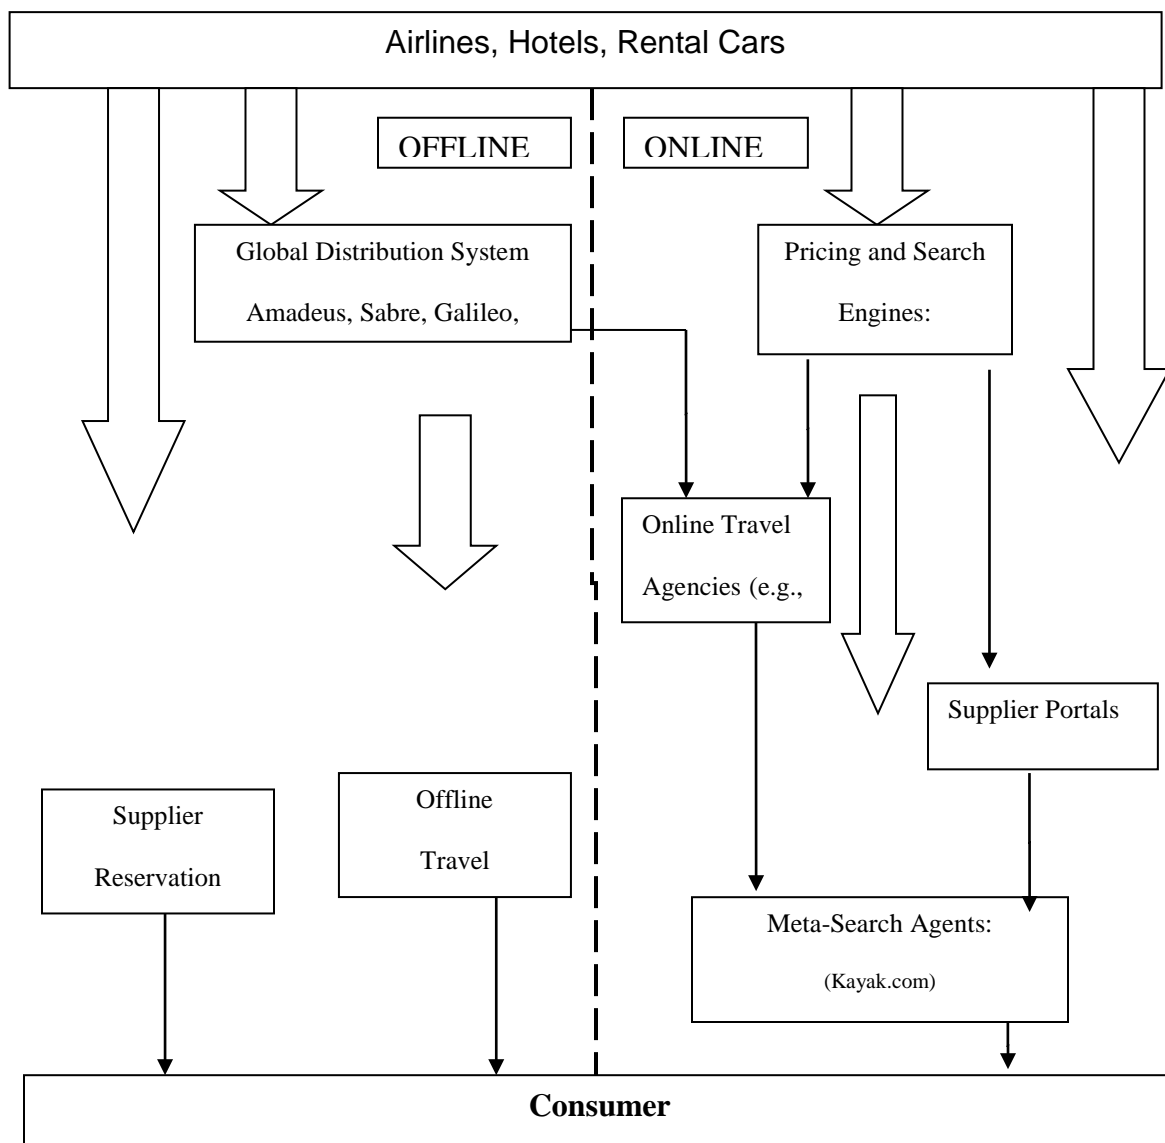 Airlines, Hotels, Rental Cars
OFFLINE
ONLINE
Global Distribution System
Amadeus, Sabre, Galileo,
Pricing and Search
Engines:
Online Travel
Agencies (e.g.,
Supplier Portals
Supplier
Reservation
Offline
Travel
Meta-Search Agents:
(Kayak.com)
Consumer